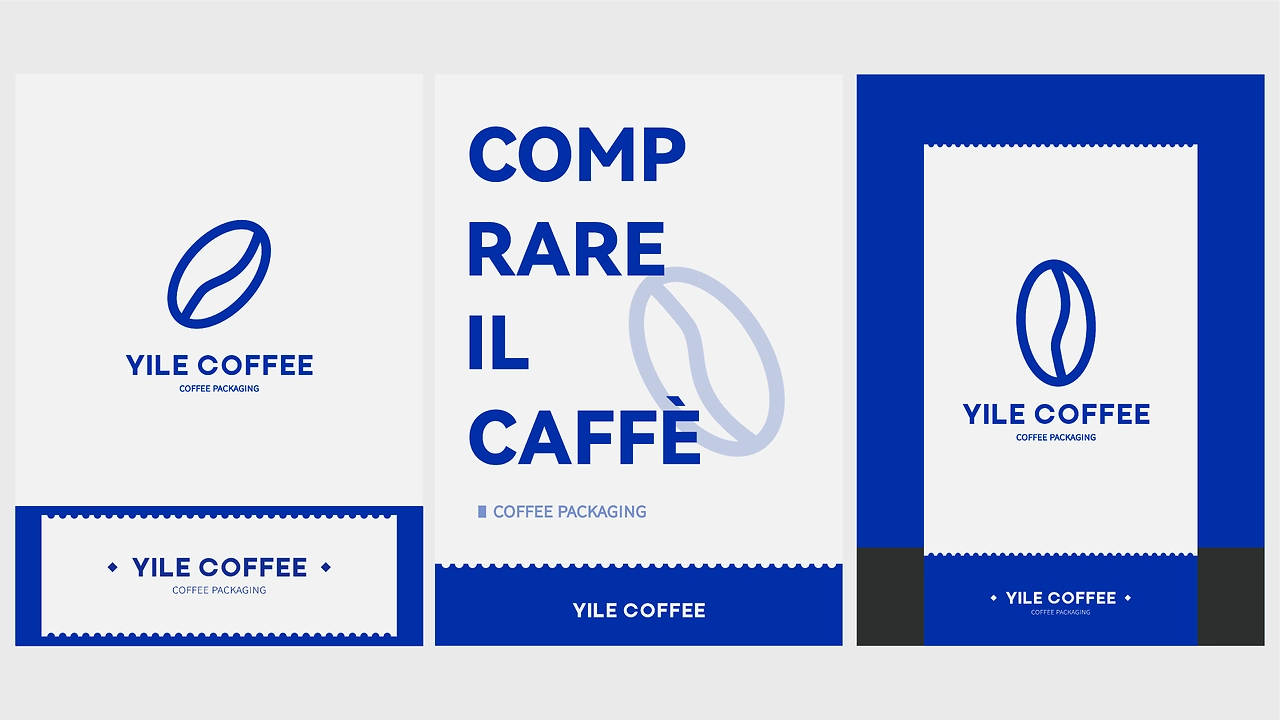 YILE COFFEE
COFFEE PACKAGING
YILE COFFEE
COFFEE PACKAGING
COMP
RARE
IL
CAFFÈ
COFFEE PACKAGING
YILE COFFEE
YILE COFFEE
COFFEE PACKAGING
YILE COFFEE
COFFEE PACKAGING